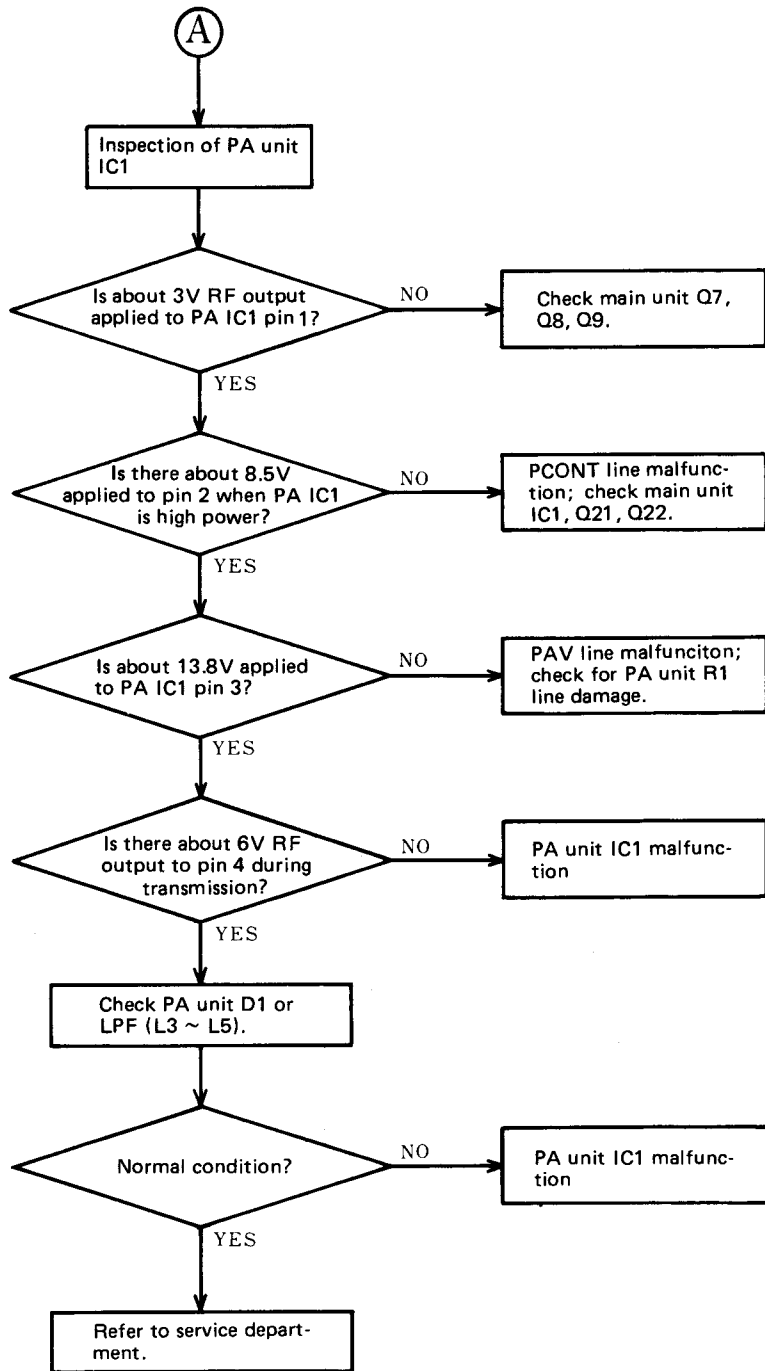 A
Inspection of PA unit
IC1
Is about 3V RF output
applied to PA IC1 pin 1?
NO
Check main unit Q7,
Q8, Q9.
YES
Is there about 8.5V
applied to pin 2 when PA IC1
is high power?
NO
PCONT line malfunc-
tion; check main unit
IC1, Q21, Q22.
YES
Is about 13.8V applied
to PA IC1 pin 3?
NO
PAV line malfunciton;
check for PA unit R1
line damage.
YES
Is there about 6V RF
output to pin 4 during
transmission?
NO
PA unit IC1 malfunc-
tion
YES
Check PA unit D1 or
LPF (L3 ~ L5).
Normal condition?
NO
PA unit IC1 malfunc-
tion
YES
Refer to service depart-
ment.